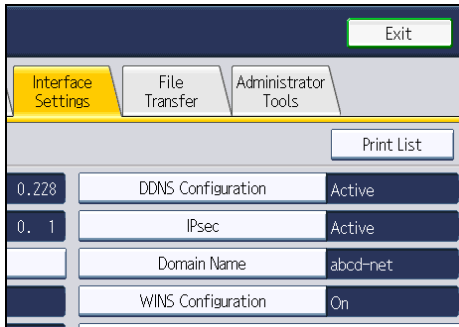 Exit
Interface
Settings
File
Transfer
Administrator
Tools
Print List
0.228 DDNS Configuration Active
0. 1 IPsec Active
Domain Name abcd-net
WINS Configuration On